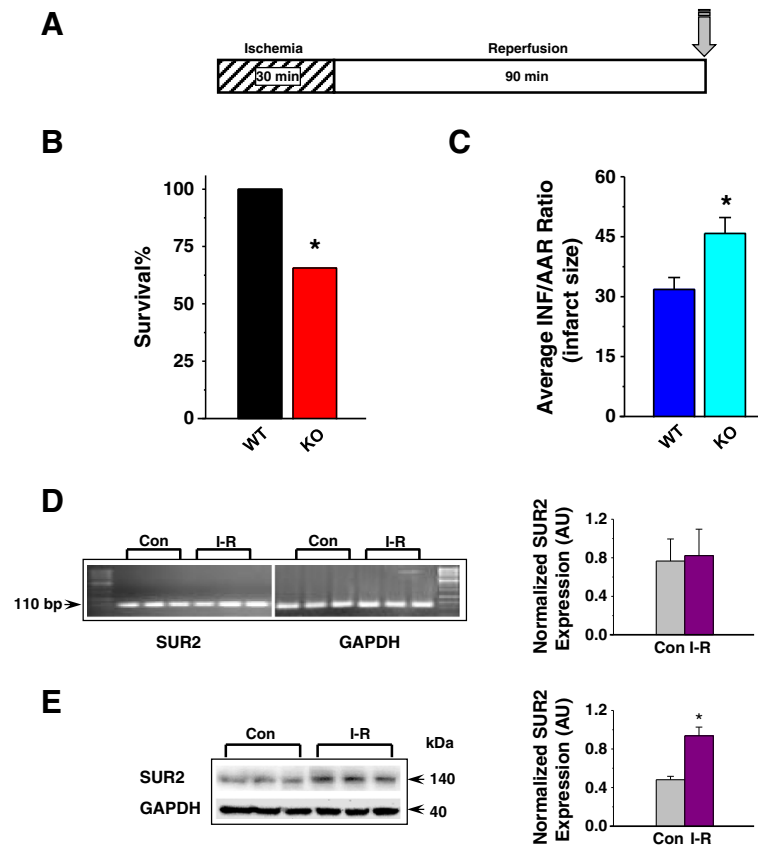 A
Ischemia
Reperfusion
30 min
90 min
B
Survival%
100
75
50
25
0
*
WT
KO
C
Average INF/AAR Ratio
(infarct size)
60
45
30
15
0
*
WT
KO
D
Con
I-R
Con
I-R
110 bp
SUR2
GAPDH
Normalized SUR2
Expression (AU)
1.2
0.8
0.4
0.0
Con I-R
E
Con
I-R
kDa
SUR2
140
GAPDH
40
Normalized SUR2
Expression (AU)
1.2
0.8
0.4
0.0
*
Con I-R